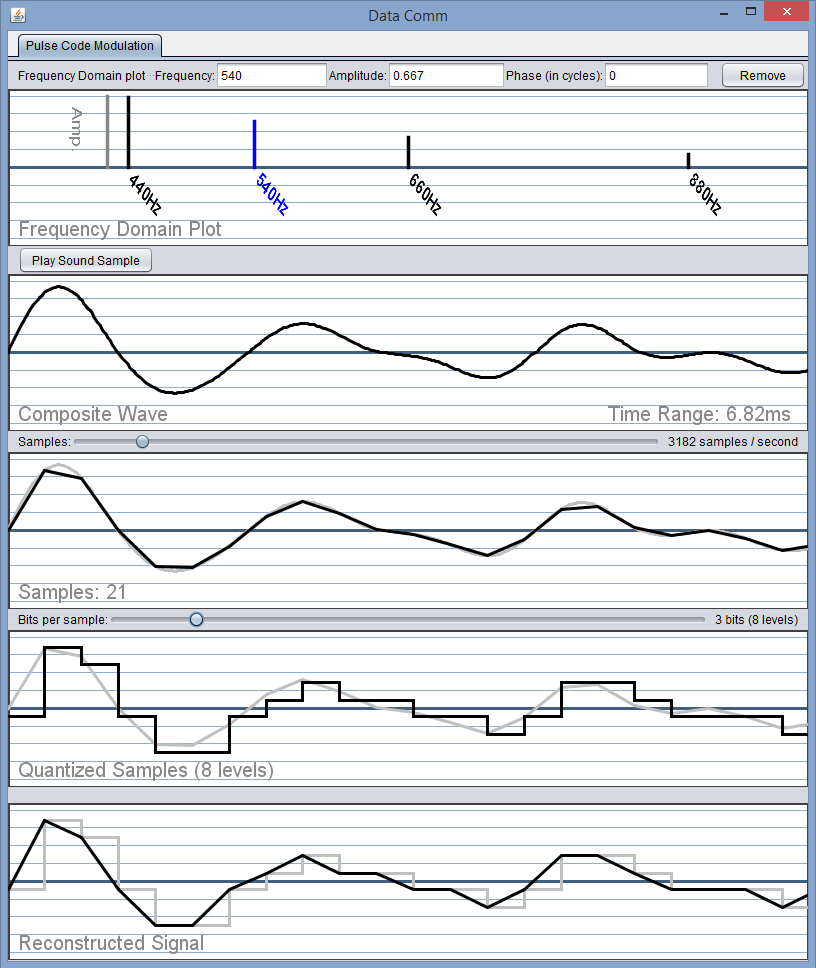 Data Comm
Pulse Code Modulation
Frequency Domain plot Frequency: 540 Amplitude: 0.667 Phase (in cycles): 0 Remove
Amp.
440Hz 540Hz 660Hz 880Hz
Frequency Domain Plot
Play Sound Sample
Composite Wave Time Range: 6.82ms
Samples: 3182 samples / second
Samples: 21
Bits per sample: 3 bits (8 levels)
Quantized Samples (8 levels)
Reconstructed Signal